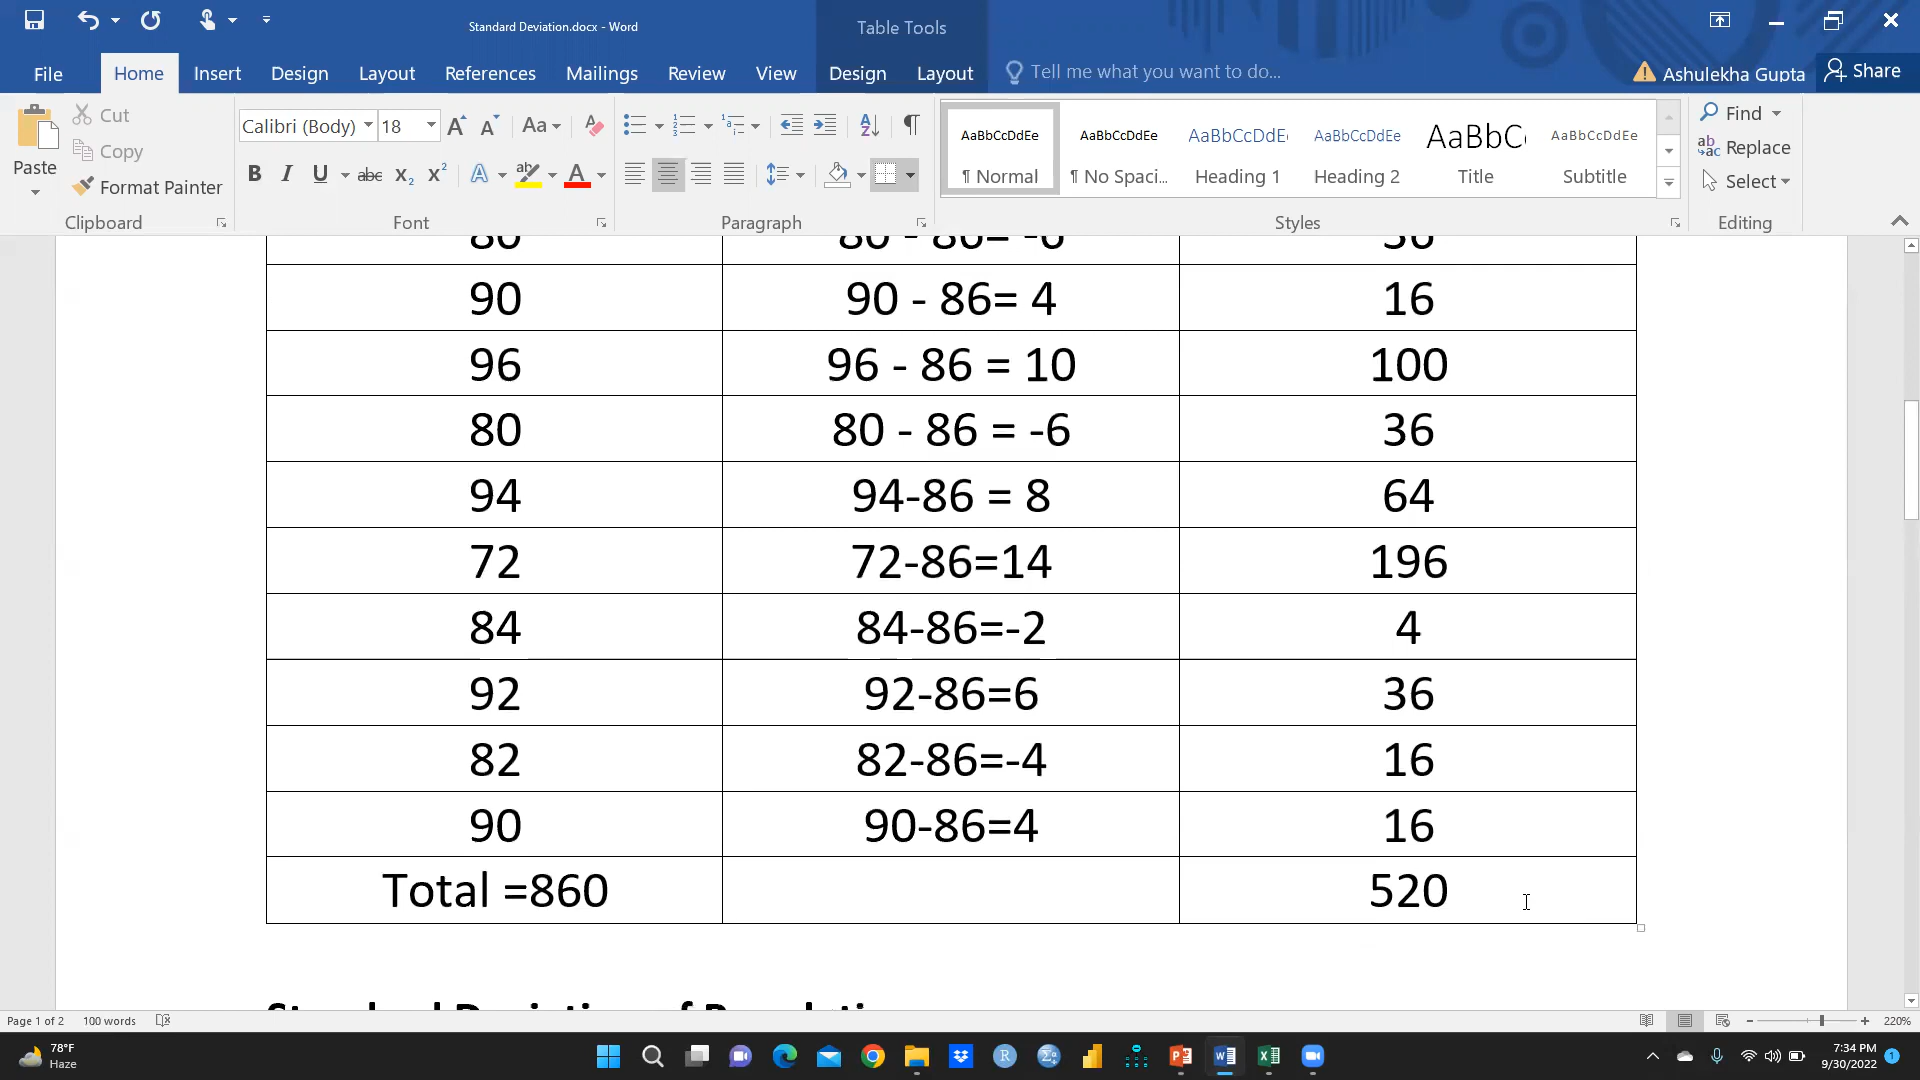 Standard Deviation.docx - Word
Table Tools
File Home Insert Design Layout References Mailings Review View Design Layout Tell me what you want to do... Ashulekha Gupta Share
Paste
Cut
Copy
Format Painter
Clipboard
Calibri (Body) 18
Font
Paragraph
AaBbCcDdEe AaBbCcDdEe AaBbCcDdE AaBbCcDdEe AaBbC AaBbCcDdEe
¶ Normal ¶ No Spaci... Heading 1 Heading 2 Title Subtitle
Styles
Find
Replace
Select
Editing
80 80 - 86= -6 36
90 90 - 86= 4 16
96 96 - 86 = 10 100
80 80 - 86 = -6 36
94 94-86 = 8 64
72 72-86=14 196
84 84-86=-2 4
92 92-86=6 36
82 82-86=-4 16
90 90-86=4 16
Total =860 520
Page 1 of 2 100 words 220%
78°F
Haze
7:34 PM
9/30/2022